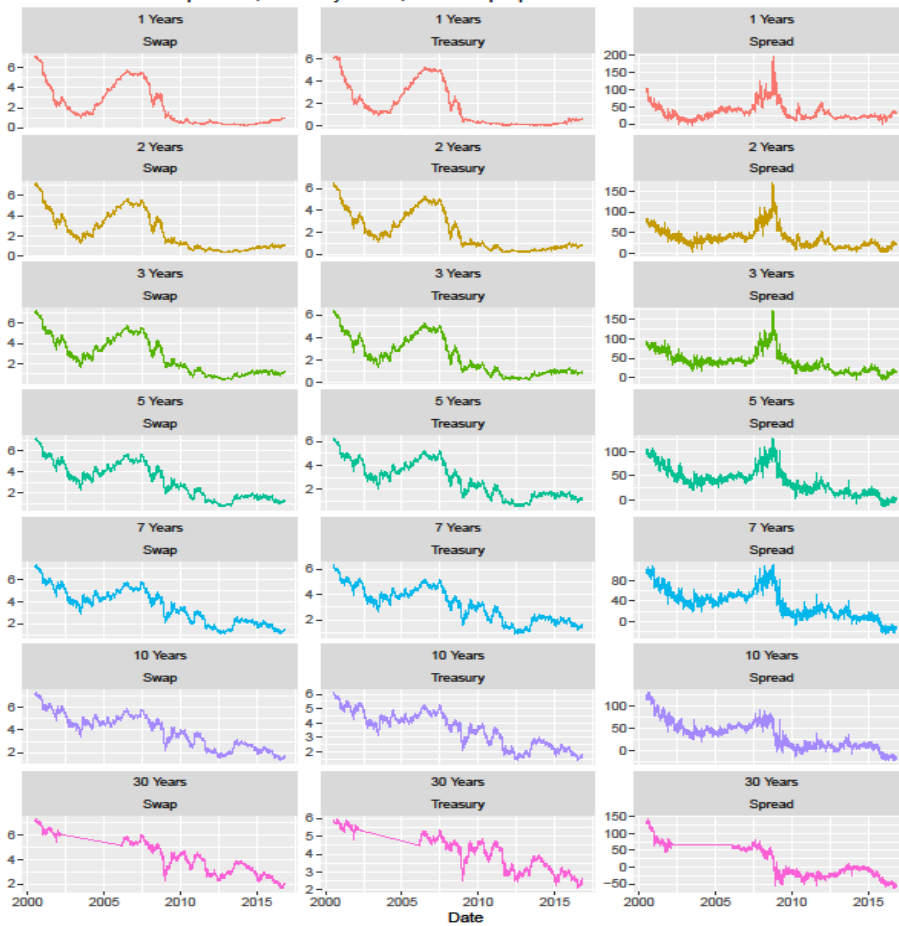 1 Years 1 Years 1 Years
Swap Treasury Spread
6 6 200
4 4 150
2 2 100
0 0 50
0
2 Years 2 Years 2 Years
Swap Treasury Spread
6 6 150
4 4 100
2 2 50
0 0
3 Years 3 Years 3 Years
Swap Treasury Spread
6 6 150
4 4 100
2 2 50
0 0
5 Years 5 Years 5 Years
Swap Treasury Spread
6 6 100
4 4 50
2 2 0
7 Years 7 Years 7 Years
Swap Treasury Spread
6 6 80
4 4 40
2 2 0
10 Years 10 Years 10 Years
Swap Treasury Spread
6 6 100
4 5 50
2 4 0
3
2
30 Years 30 Years 30 Years
Swap Treasury Spread
6 6 150
4 5 100
2 4 50
3 0
2 −50
2000 2005 2010 2015 2000 2005 2010 2015 2000 2005 2010 2015
Date